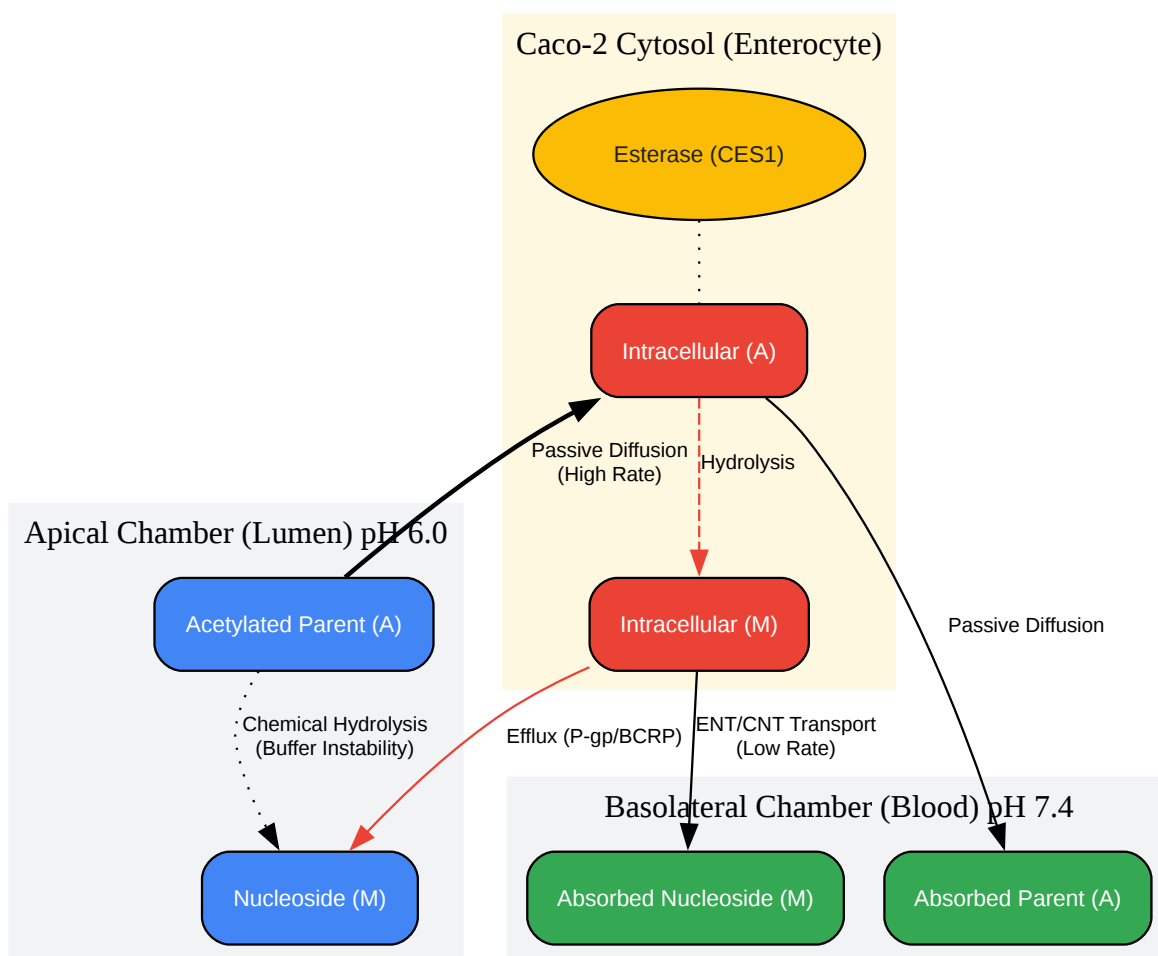 Caco-2 Cytosol (Enterocyte)
Esterase (CES1)
Intracellular (A)
Passive Diffusion
(High Rate)
Hydrolysis
Apical Chamber (Lumen) pH 6.0
Acetylated Parent (A)
Intracellular (M)
Passive Diffusion
Chemical Hydrolysis
(Buffer Instability)
Efflux (P-gp/BCRP)
ENT/CNT Transport
(Low Rate)
Basolateral Chamber (Blood) pH 7.4
Nucleoside (M)
Absorbed Nucleoside (M)
Absorbed Parent (A)